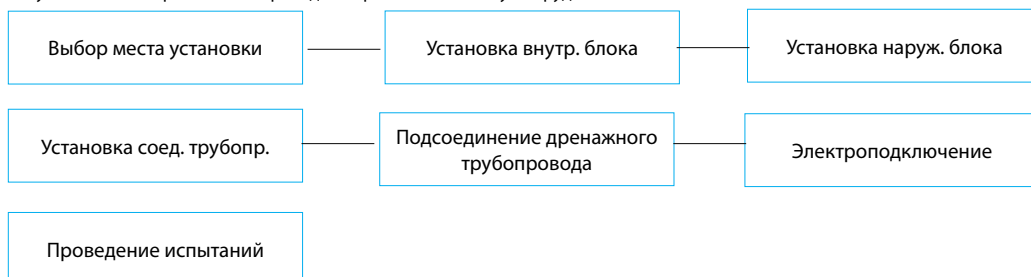 Выбор места установки
Установка внутр. блока
Установка наруж. блока
Установка соед. трубопр.
Подсоединение дренажного
трубопровода
Электроподключение
Проведение испытаний